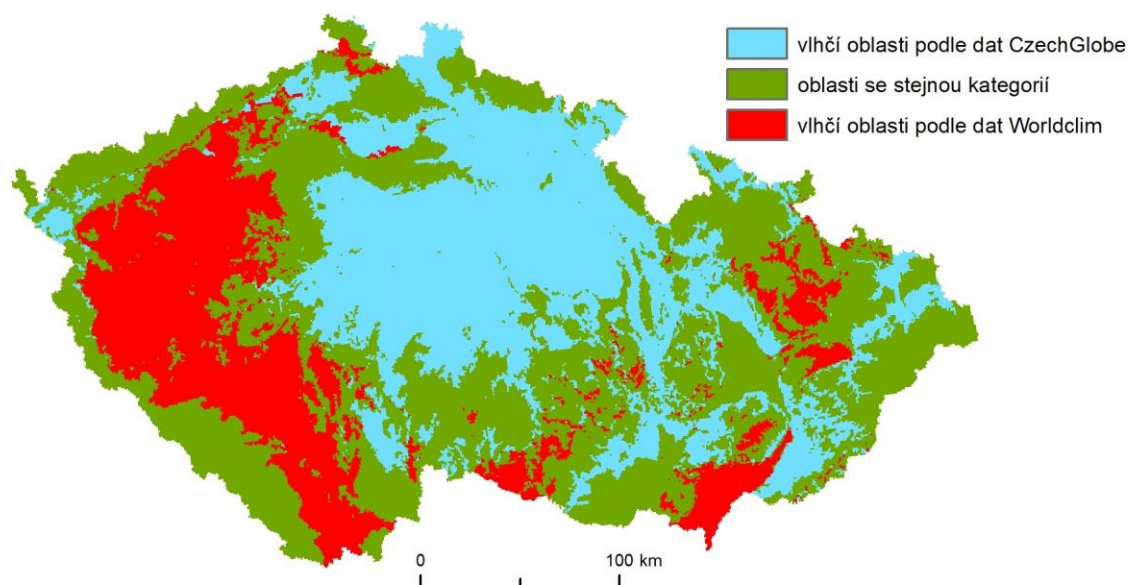 vlhčí oblasti podle dat CzechGlobe
oblasti se stejnou kategorií
vlhčí oblasti podle dat Worldclim
0 100 km